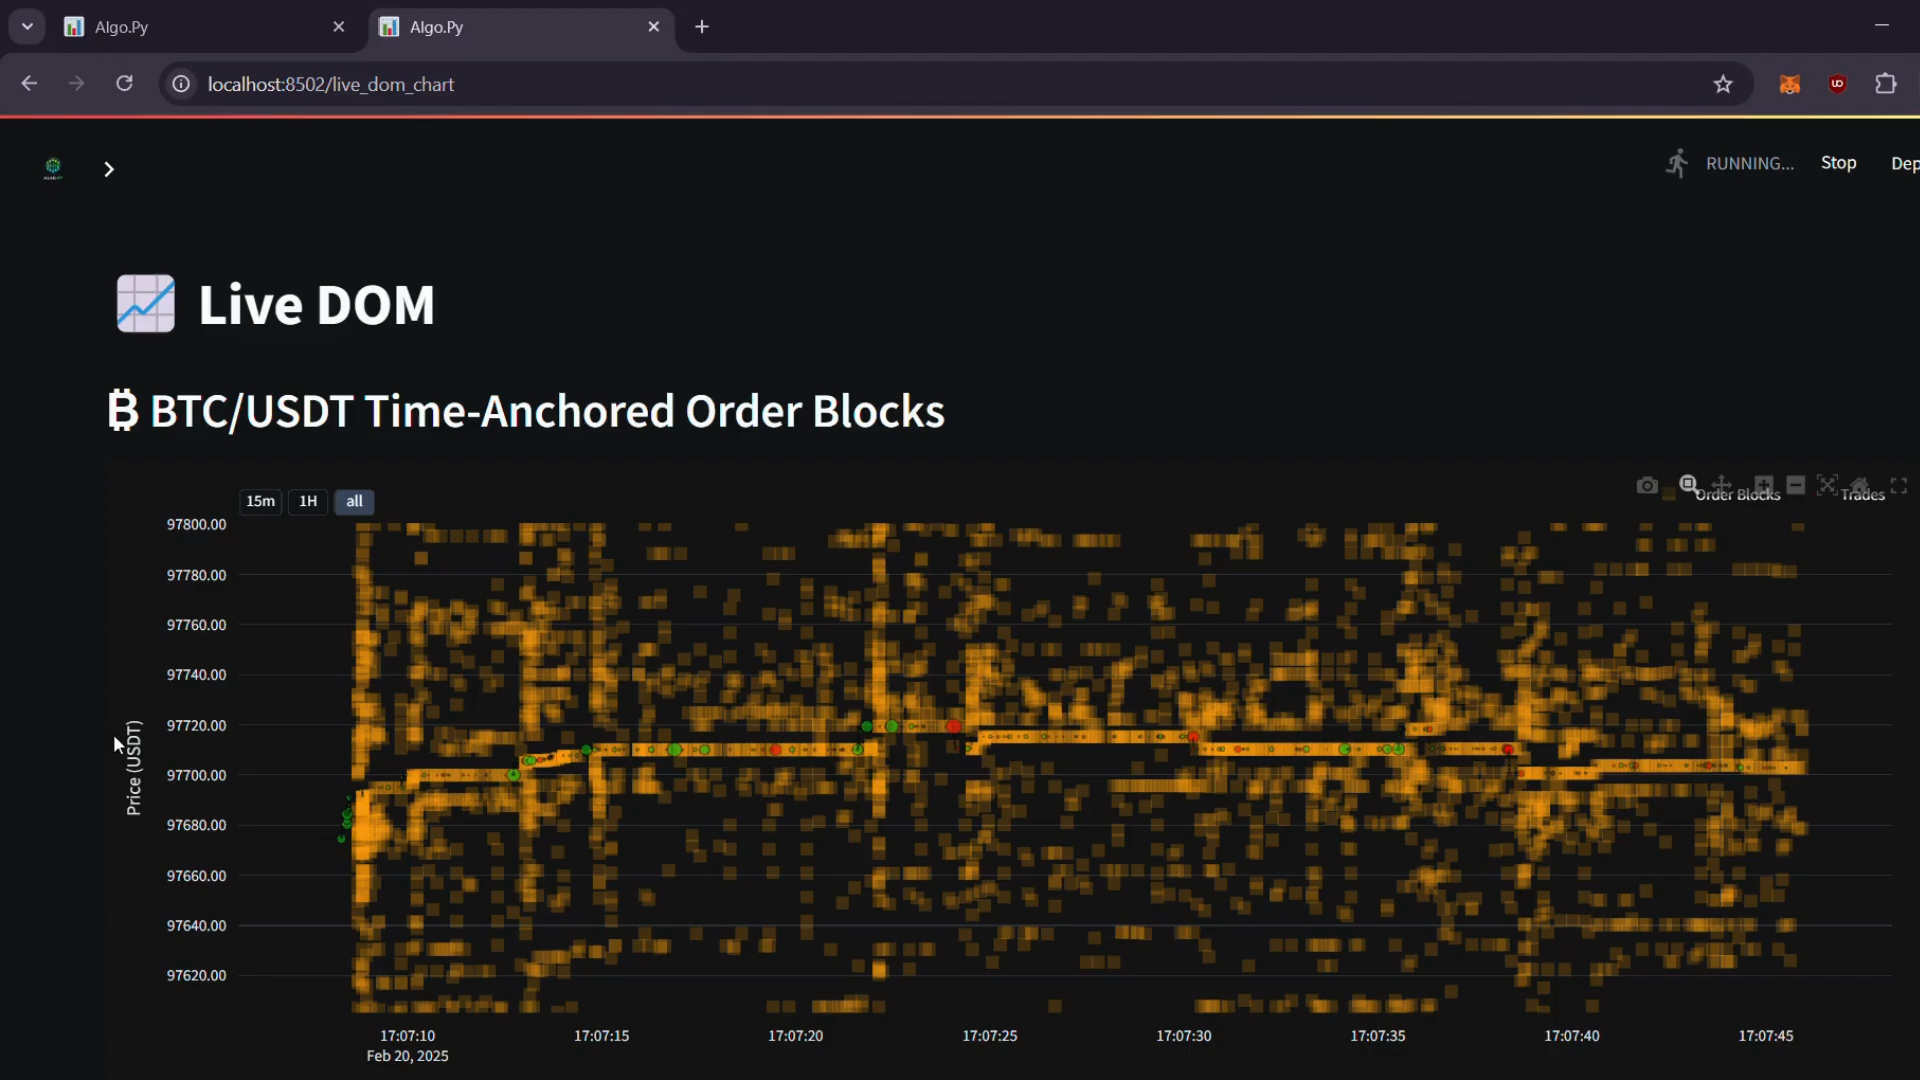 Algo.Py
Algo.Py
localhost:8502/live_dom_chart
RUNNING...
Stop
Dep
Live DOM
BTC/USDT Time-Anchored Order Blocks
15m
1H
all
Order Blocks
Trades
Price (USDT)
97800.00
97780.00
97760.00
97740.00
97720.00
97700.00
97680.00
97660.00
97640.00
97620.00
17:07:10
17:07:15
17:07:20
17:07:25
17:07:30
17:07:35
17:07:40
17:07:45
Feb 20, 2025